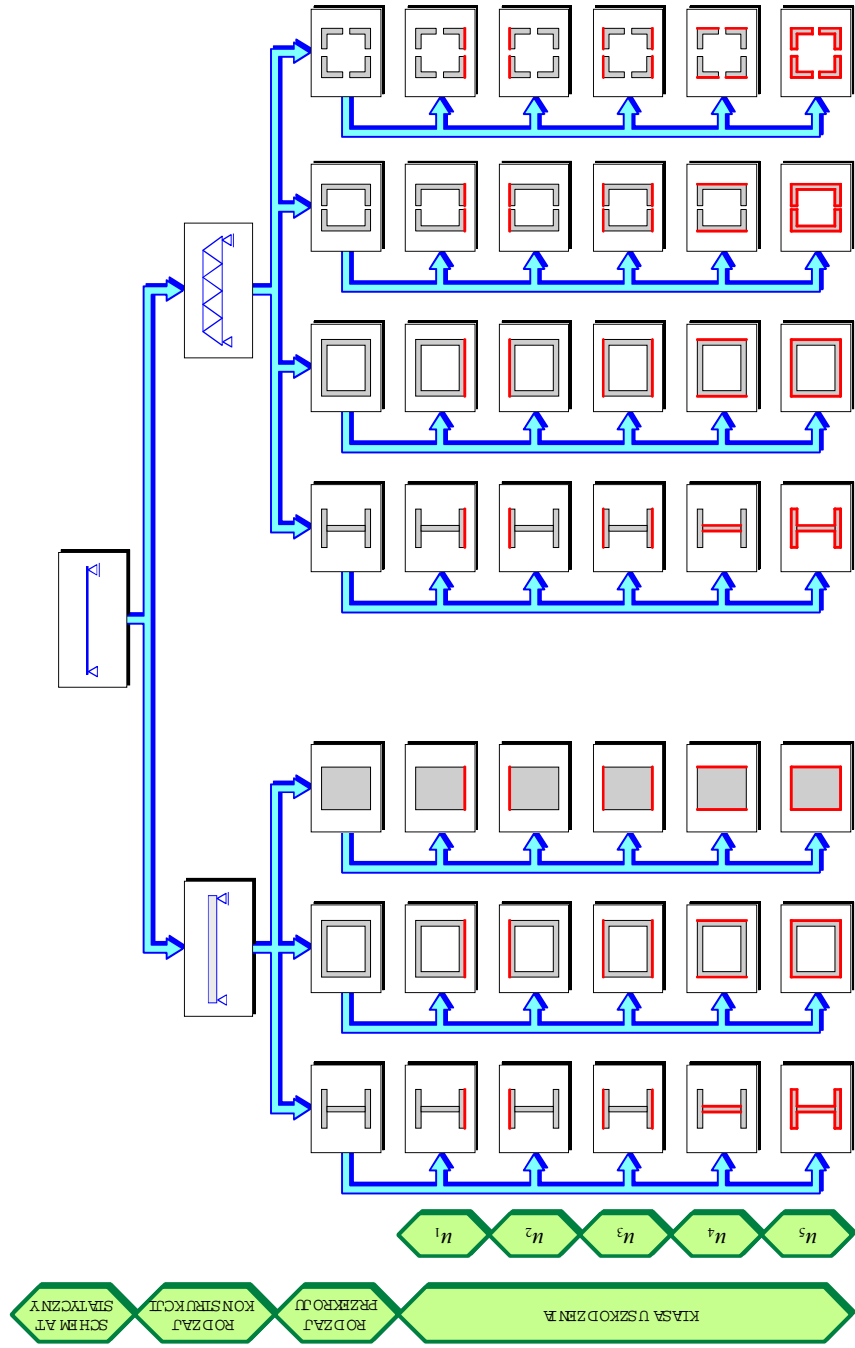 u1
u2
u3
u4
u5
SCHEMAT
STATYCZNY
RODZAJ
KONSTRUKCJI
RODZAJ
PRZEKROJU
KLASA USZKODZENIA